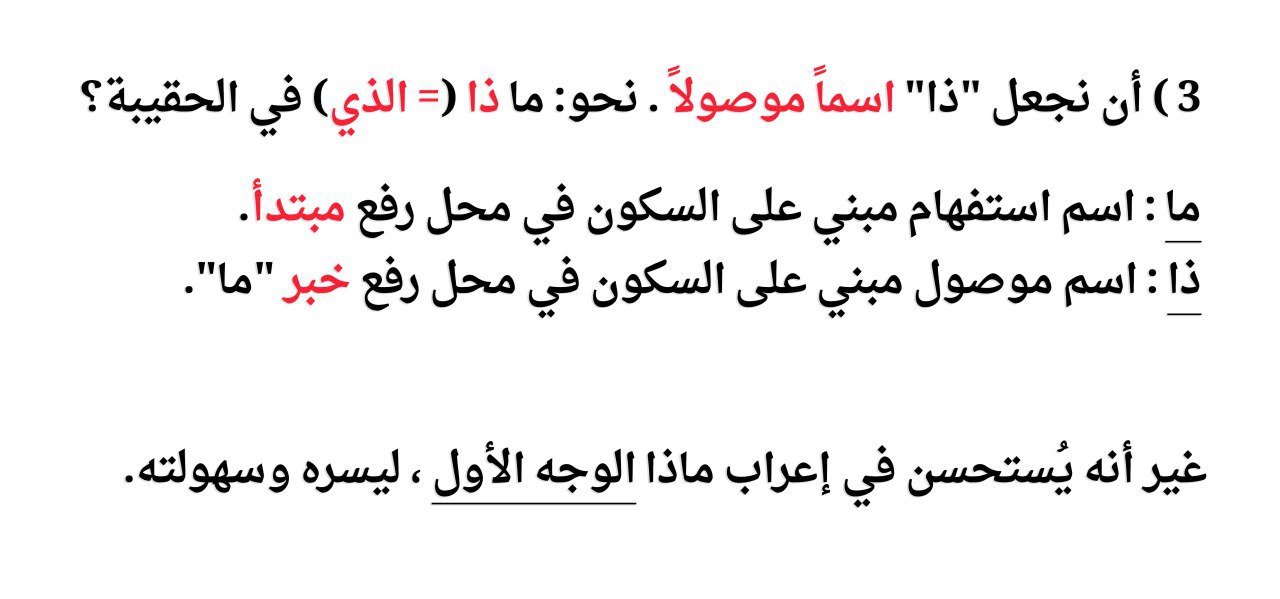 3 ) أن نجعل "ذا" اسماً موصولاً . نحو: ما ذا (= الذي) في الحقيبة؟
ما : اسم استفهام مبني على السكون في محل رفع مبتدأ.
ذا : اسم موصول مبني على السكون في محل رفع خبر "ما".
غير أنه يُستحسن في إعراب ماذا الوجه الأول ، ليسره وسهولته.